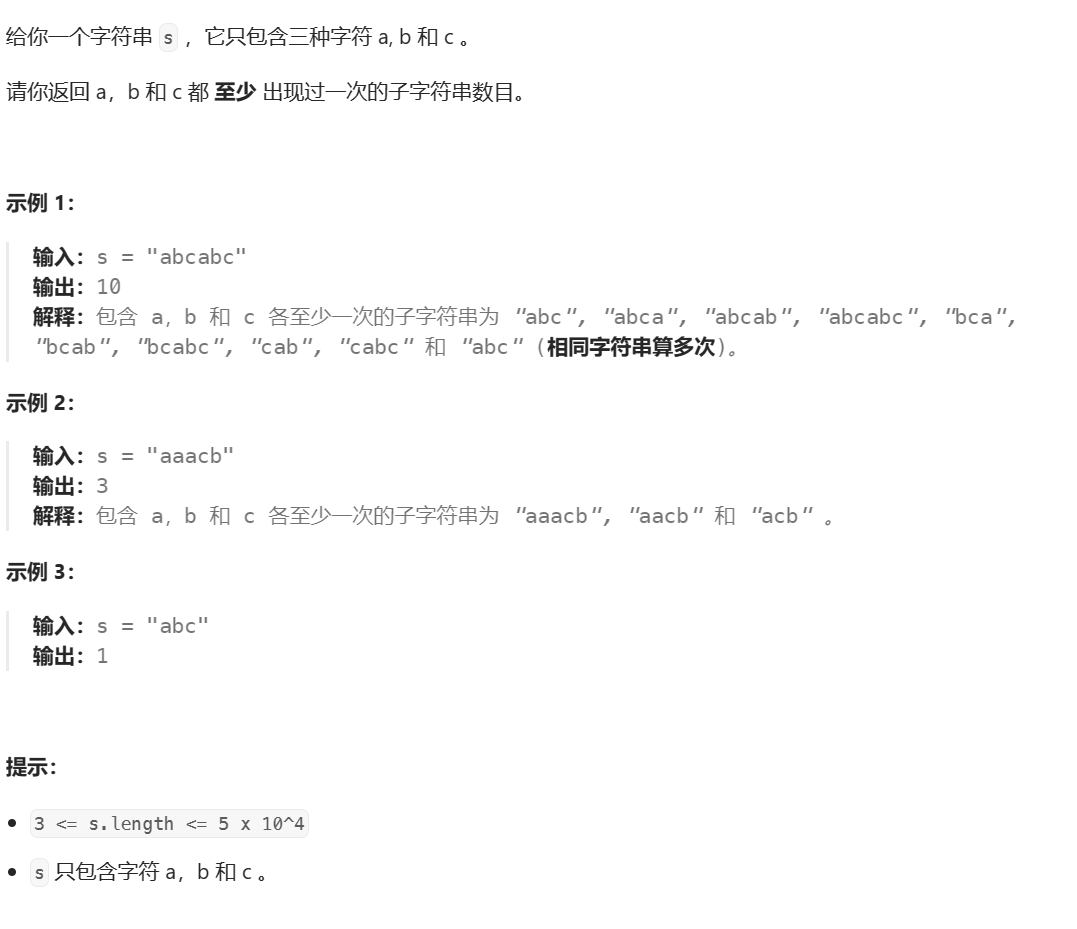 给你一个字符串 s ，它只包含三种字符 a, b 和 c 。
请你返回 a，b 和 c 都 至少 出现过一次的子字符串数目。
示例 1：
输入：s = "abcabc"
输出：10
解释：包含 a，b 和 c 各至少一次的子字符串为 "abc", "abca", "abcab", "abcabc", "bca",
"bcab", "bcabc", "cab", "cabc" 和 "abc" (相同字符串算多次)。
示例 2：
输入：s = "aaacb"
输出：3
解释：包含 a，b 和 c 各至少一次的子字符串为 "aaacb", "aacb" 和 "acb" 。
示例 3：
输入：s = "abc"
输出：1
提示：
• 3 <= s.length <= 5 x 10^4
• s 只包含字符 a，b 和 c 。